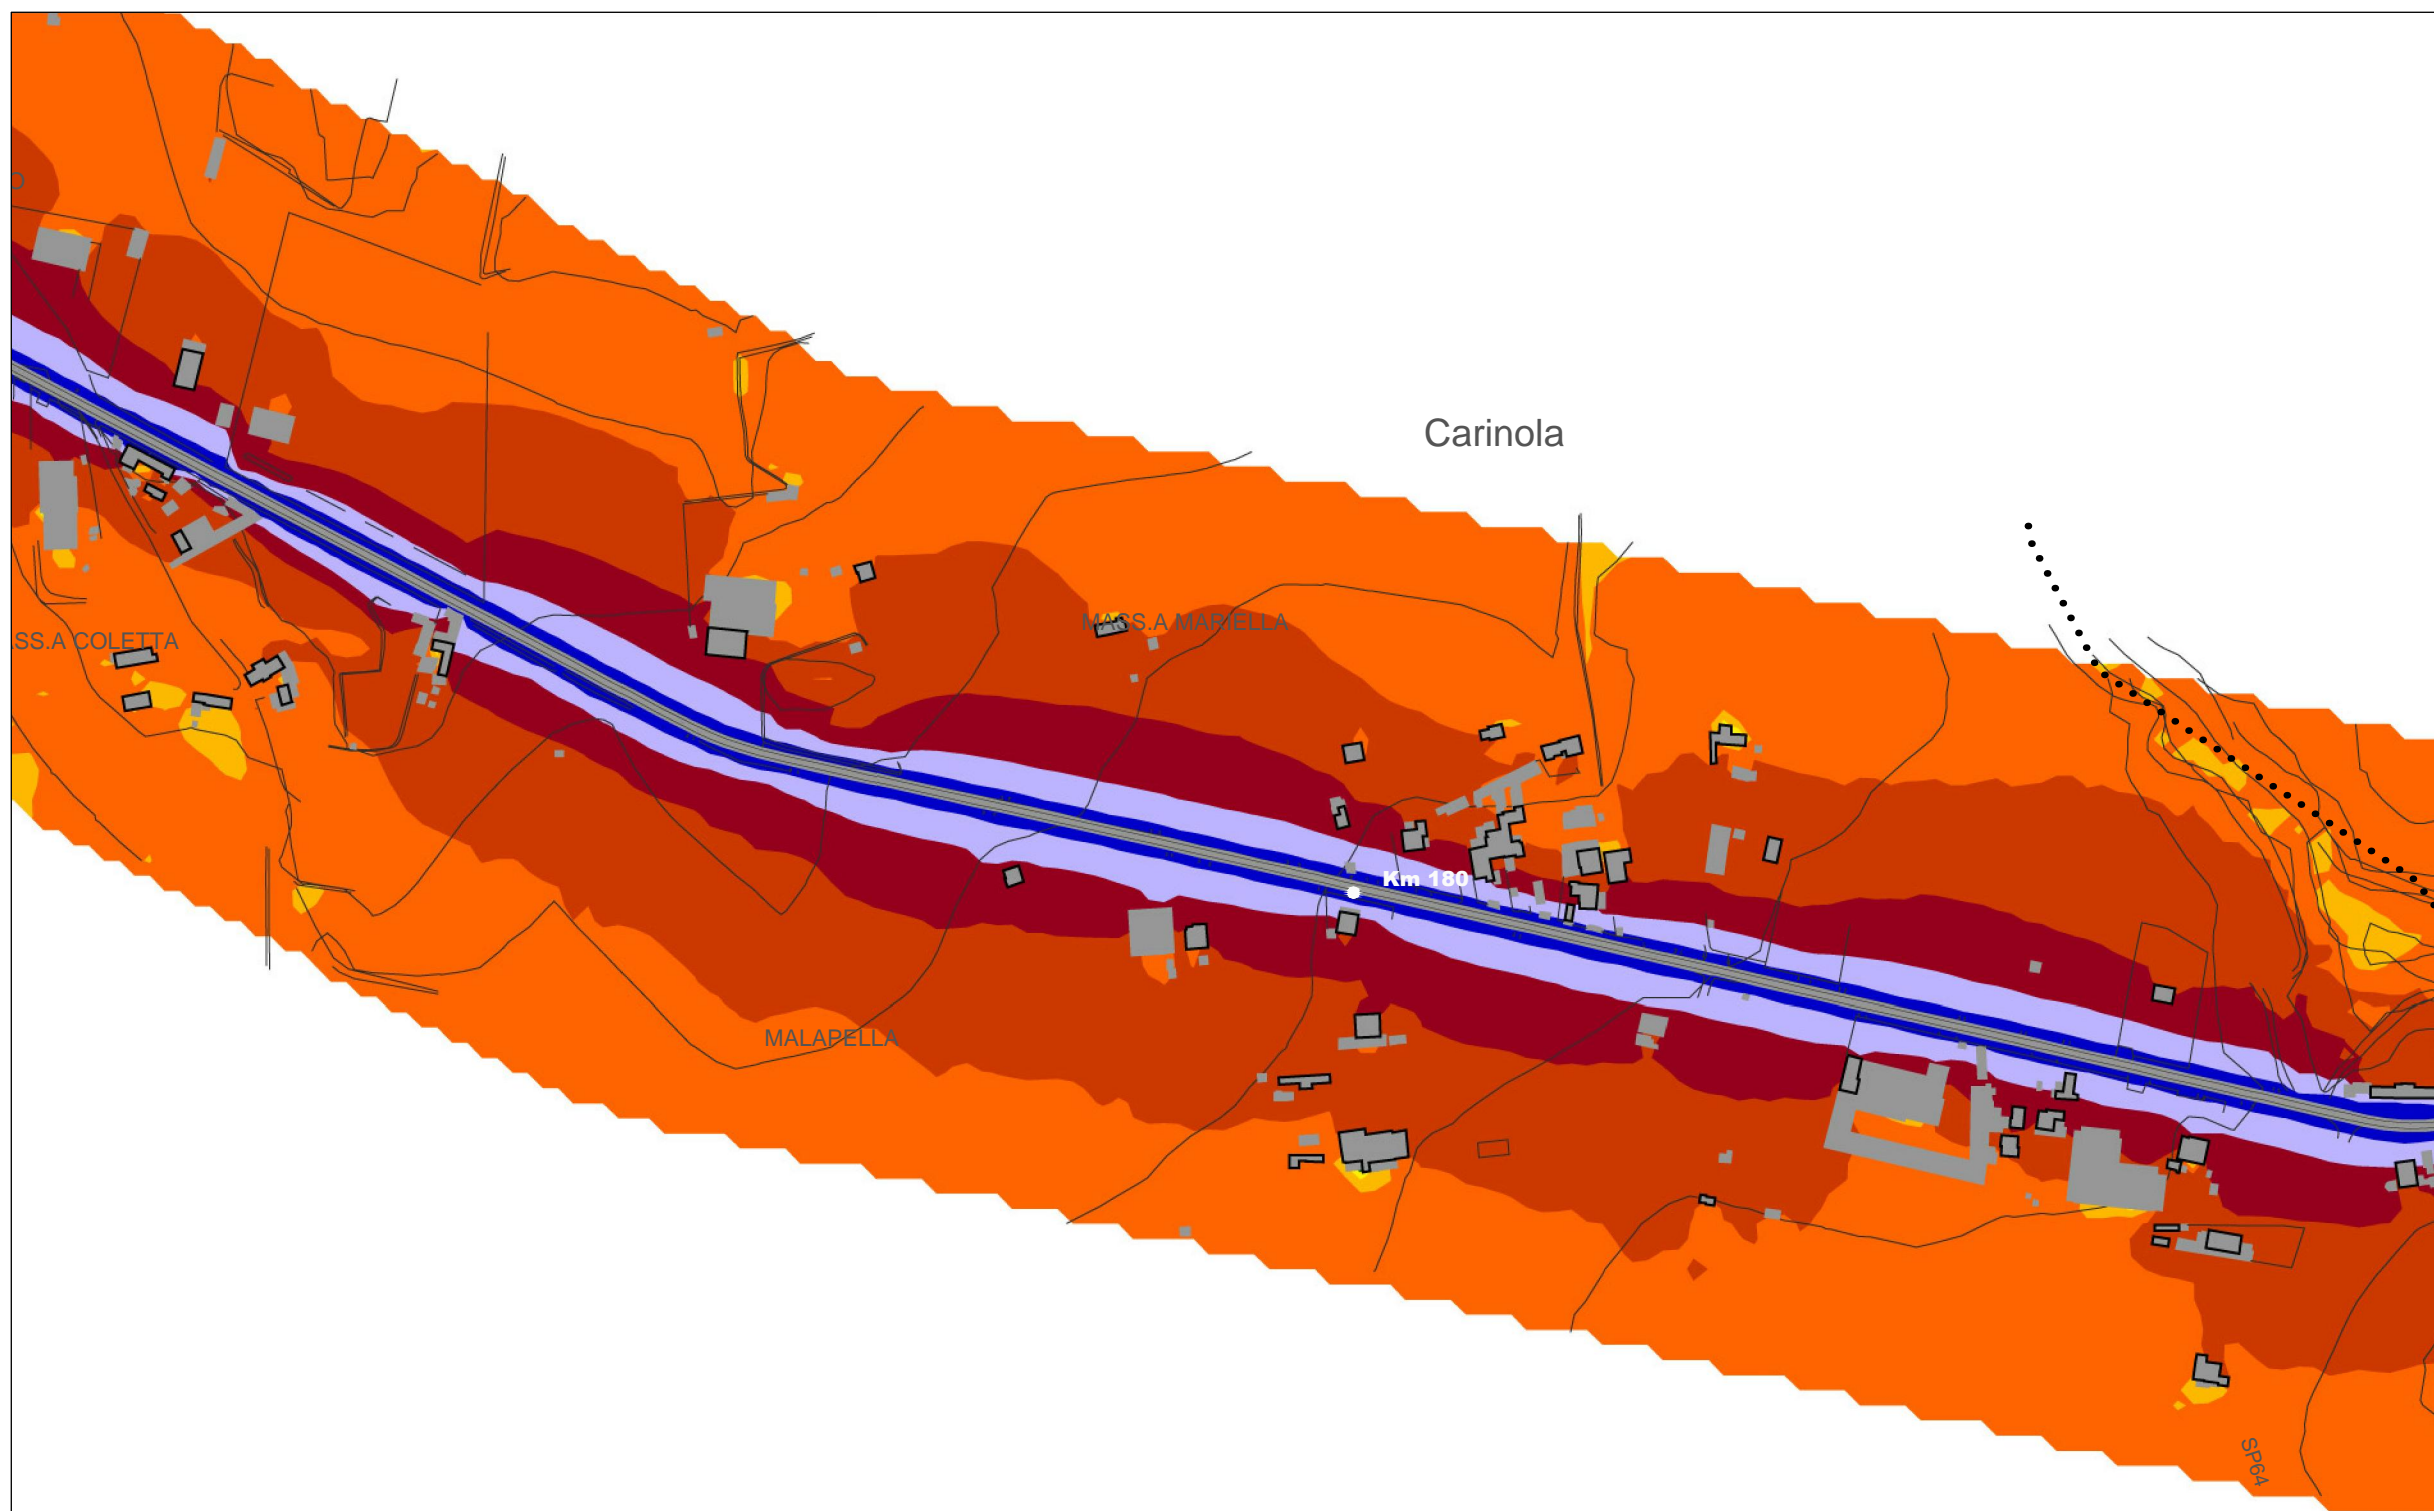 O
Carinola
MASS.A MARIELLA
SS.A COLETTA
Km 180
MALAPELLA
SP64